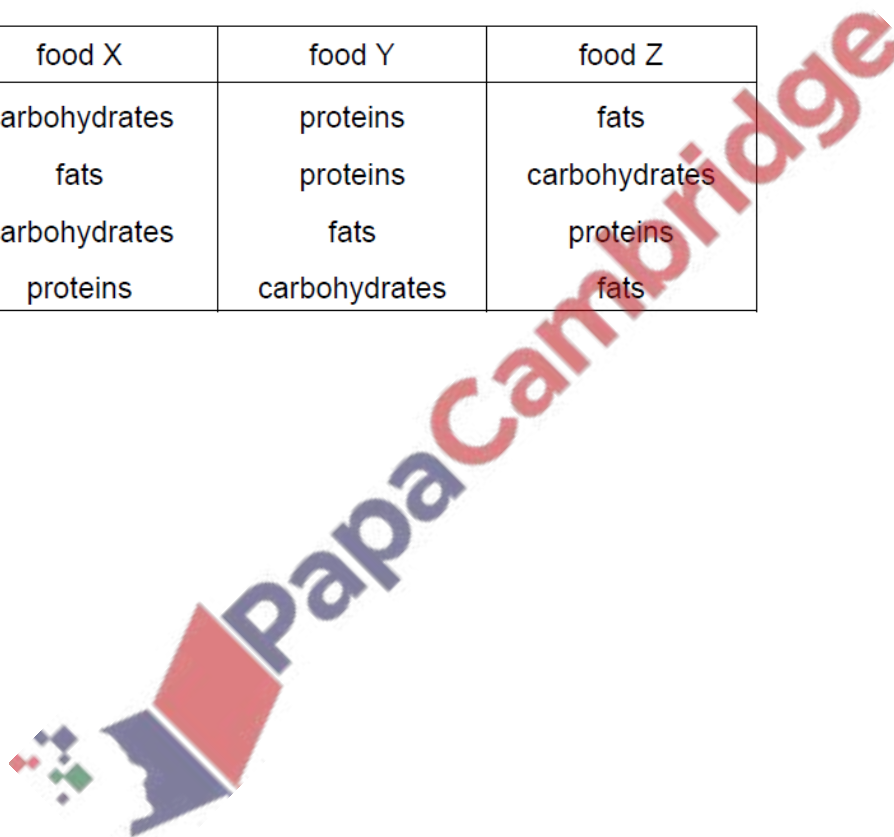 food X food Y food Z
arbohydrates proteins fats
fats proteins carbohydrates
arbohydrates fats proteins
proteins carbohydrates fats
PapaCambridge